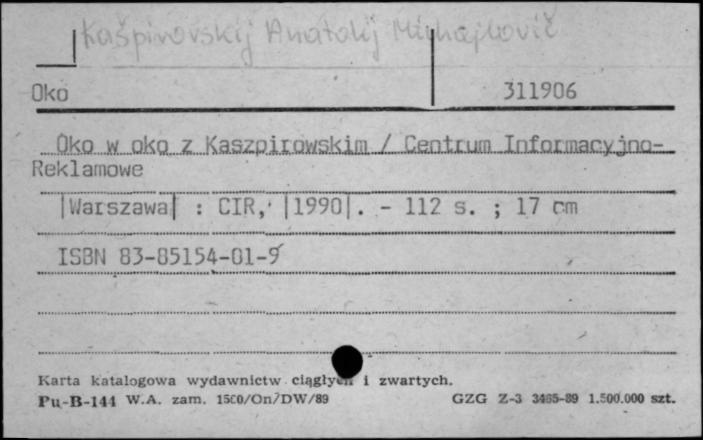 Kašpirovskij Anatolij Mihajlovič
Oko 311906
Oko w oko z Kaszpirowskim / Centrum Informacyjno-
Reklamowe
|Warszawa| : CIR, |1990|. - 112 s. ; 17 cm
ISBN 83-85154-01-9
Karta katalogowa wydawnictw ciągłych i zwartych.
Pu-B-144 W.A. zam. 1500/On/DW/89 GZG Z-3 3465-89 1.500.000 szt.